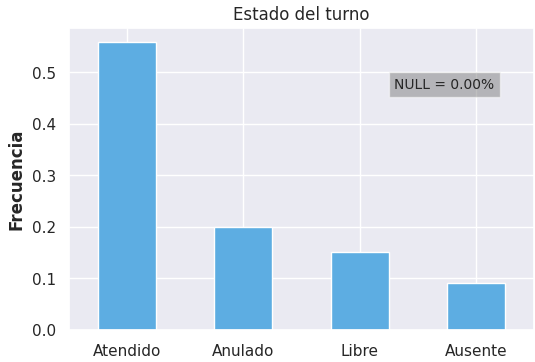 Estado del turno
NULL = 0.00%
Frecuencia
0.5
0.4
0.3
0.2
0.1
0.0
Atendido
Anulado
Libre
Ausente